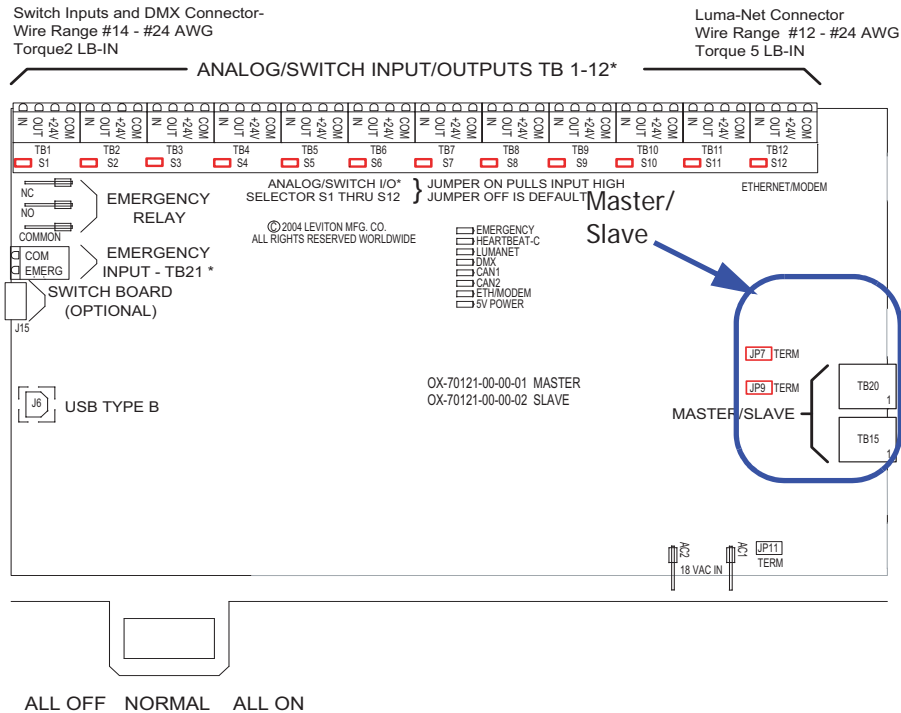 Switch Inputs and DMX Connector-
Wire Range #14 - #24 AWG
Torque2 LB-IN
Luma-Net Connector
Wire Range #12 - #24 AWG
Torque 5 LB-IN
ANALOG/SWITCH INPUT/OUTPUTS TB 1-12*
IN OUT +24V COM IN OUT +24V COM IN OUT +24V COM IN OUT +24V COM IN OUT +24V COM IN OUT +24V COM IN OUT +24V COM IN OUT +24V COM IN OUT +24V COM IN OUT +24V COM IN OUT +24V COM IN OUT +24V COM
TB1 TB2 TB3 TB4 TB5 TB6 TB7 TB8 TB9 TB10 TB11 TB12
S1 S2 S3 S4 S5 S6 S7 S8 S9 S10 S11 S12
NC
NO
COMMON
EMERGENCY
RELAY
ANALOG/SWITCH I/O*
SELECTOR S1 THRU S12
} JUMPER ON PULLS INPUT HIGH
JUMPER OFF IS DEFAULT
ETHERNET/MODEM
Master/
Slave
©2004 LEVITON MFG. CO.
ALL RIGHTS RESERVED WORLDWIDE
EMERGENCY
HEARTBEAT-C
LUMANET
DMX
CAN1
CAN2
ETH/MODEM
5V POWER
COM
EMERG
EMERGENCY
INPUT - TB21 *
SWITCH BOARD
(OPTIONAL)
J15
J6
USB TYPE B
OX-70121-00-00-01 MASTER
OX-70121-00-00-02 SLAVE
JP7 TERM
JP9 TERM
MASTER/SLAVE
TB20
1
TB15
1
AC2
18 VAC IN
AC1
JP11
TERM
ALL OFF NORMAL ALL ON